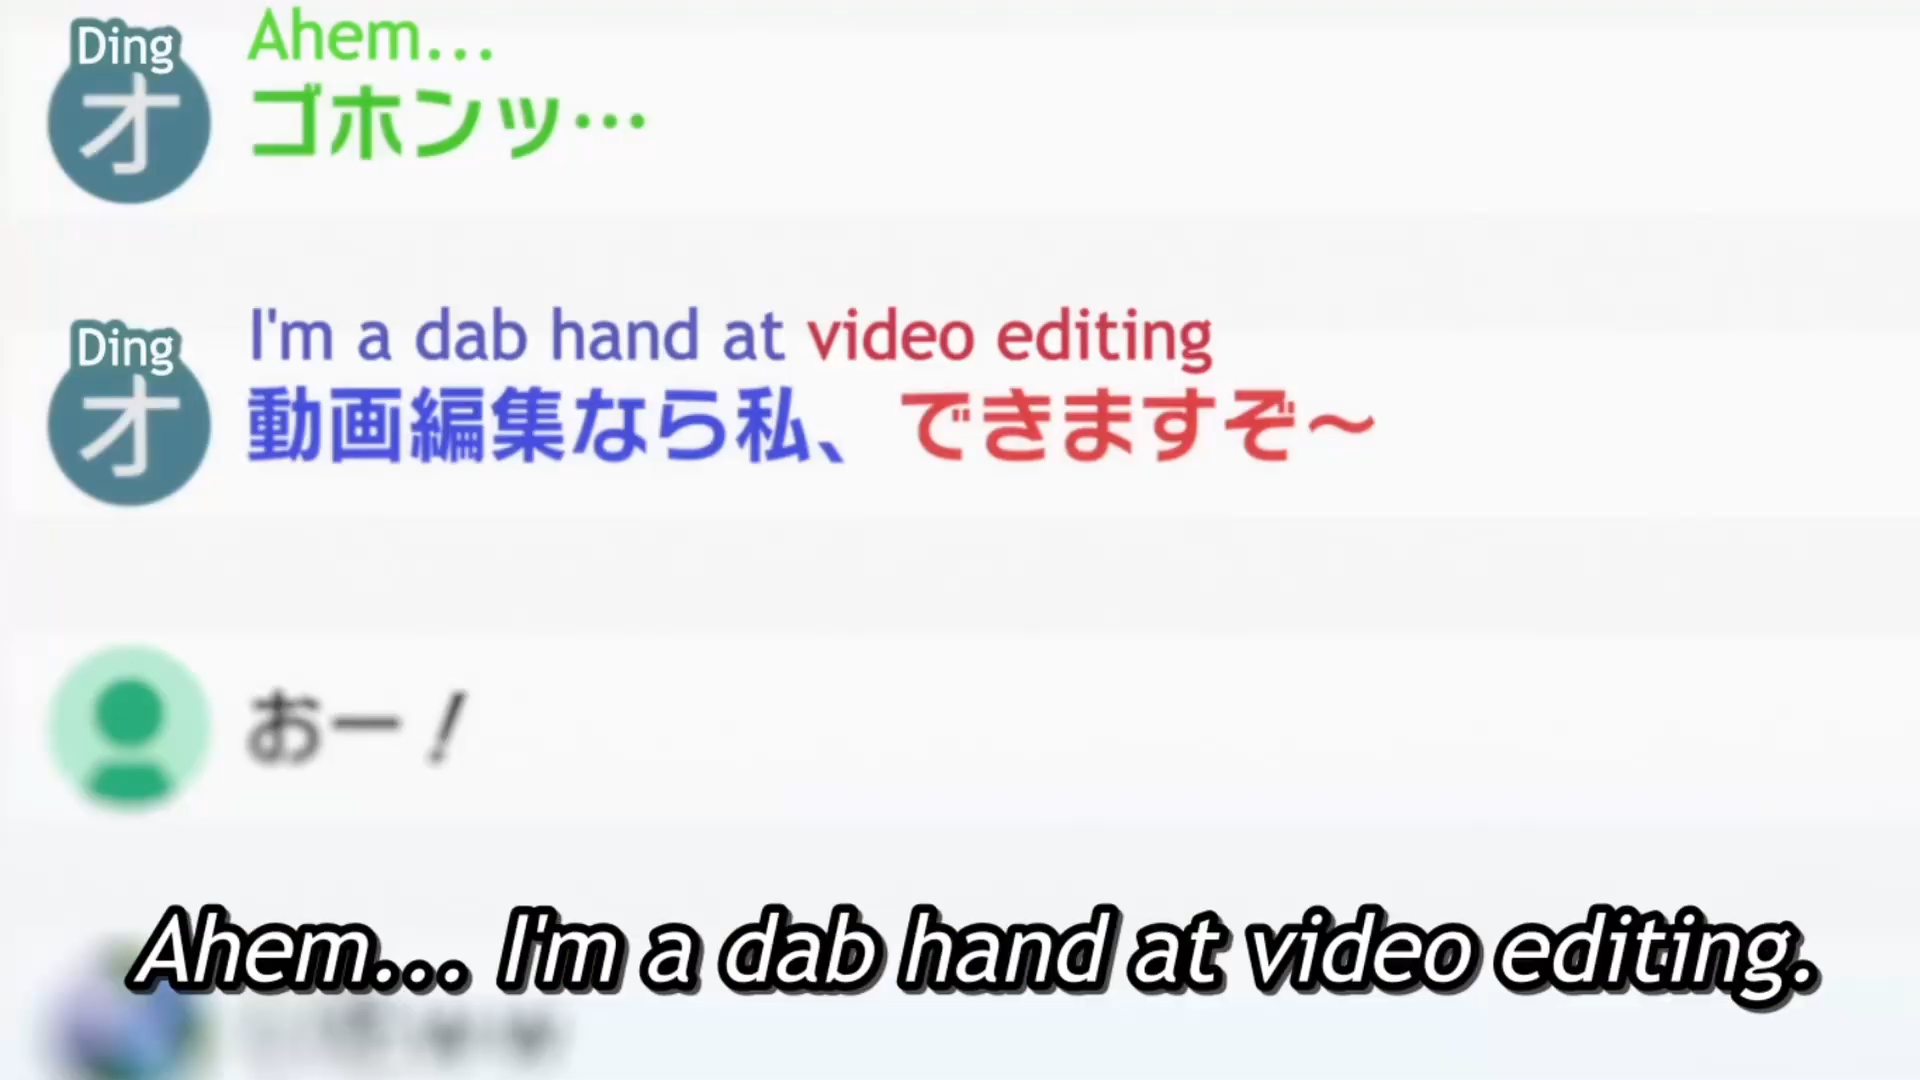 Ding
オ
Ahem...
ゴホンッ…
Ding
オ
I'm a dab hand at video editing
動画編集なら私、できますぞ～
おー！
Ahem... I'm a dab hand at video editing.